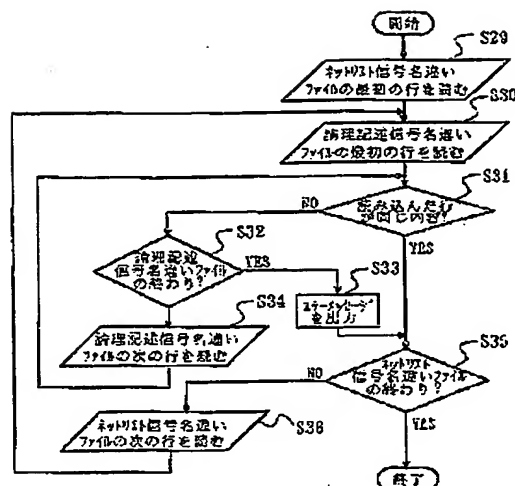 開始
S29
ネットリスト信号名違い
ファイルの最初の行を読む
S30
論理記述信号名違い
ファイルの最初の行を読む
S31
読み込んだ行
が同じ内容?
NO
YES
S32
論理記述
信号名違いファイル
の終わり?
YES
S33
エラーメッセージ
を出力
S34
論理記述信号名違い
ファイルの次の行を読む
S35
ネットリスト
信号名違いファイル
の終わり?
NO
YES
S36
ネットリスト信号名違い
ファイルの次の行を読む
終了